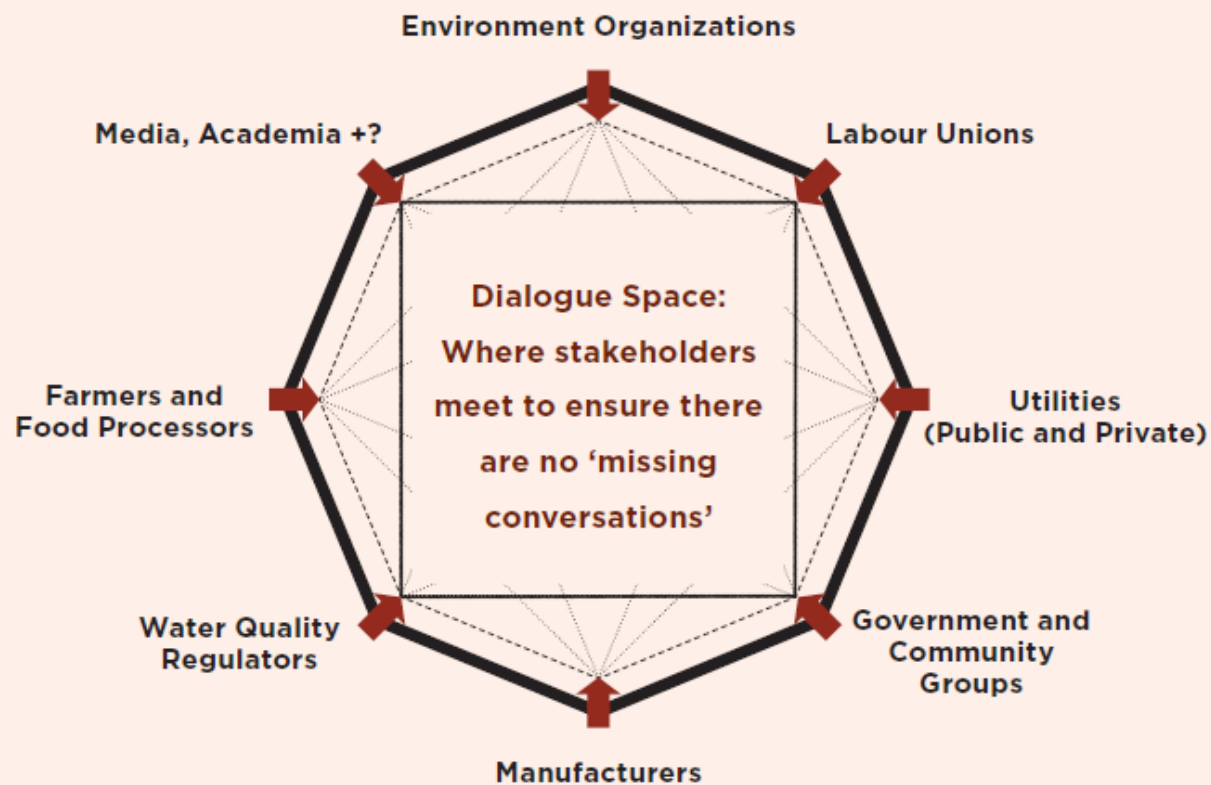 Environment Organizations
Media, Academia +?
Labour Unions
Dialogue Space:
Where stakeholders
meet to ensure there
are no ‘missing
conversations’
Farmers and
Food Processors
Utilities
(Public and Private)
Water Quality
Regulators
Government and
Community
Groups
Manufacturers